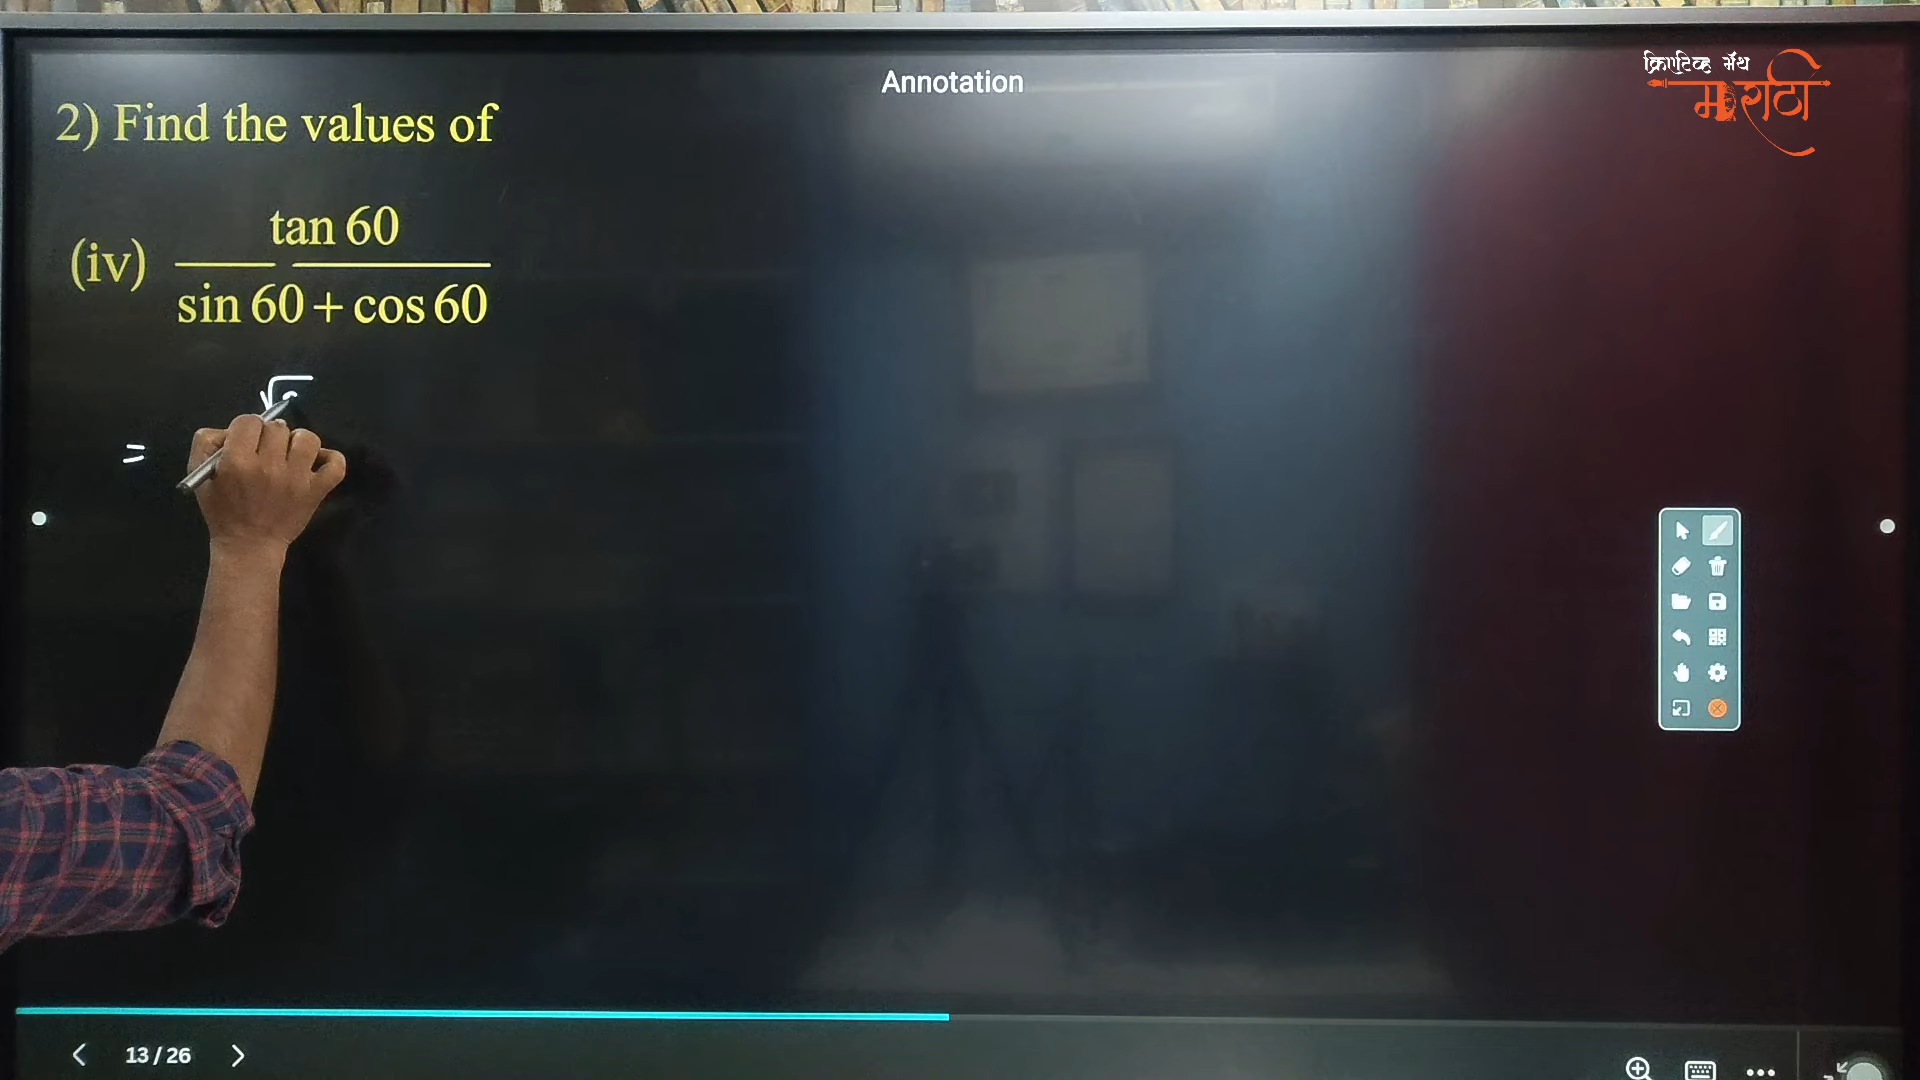 Annotation
क्रिएटिव्ह मॅथ
मराठी
2) Find the values of
(iv) tan 60
sin 60 + cos 60
=
13 / 26